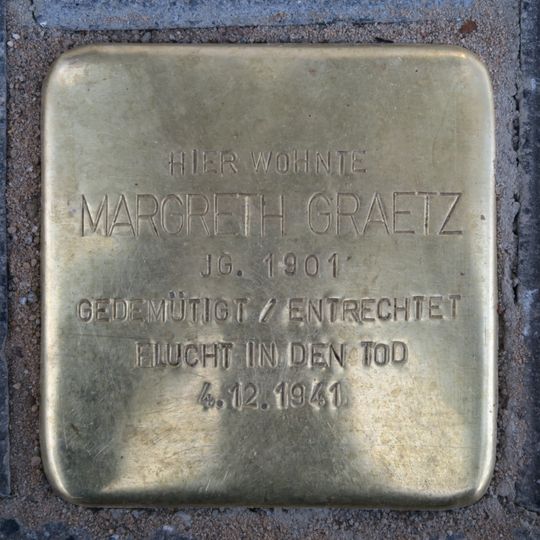 HIER WOHNTE
MARGRETH GRAETZ
JG. 1901
GEDEMÜTIGT / ENTRECHTET
FLUCHT IN DEN TOD
4.12.1941